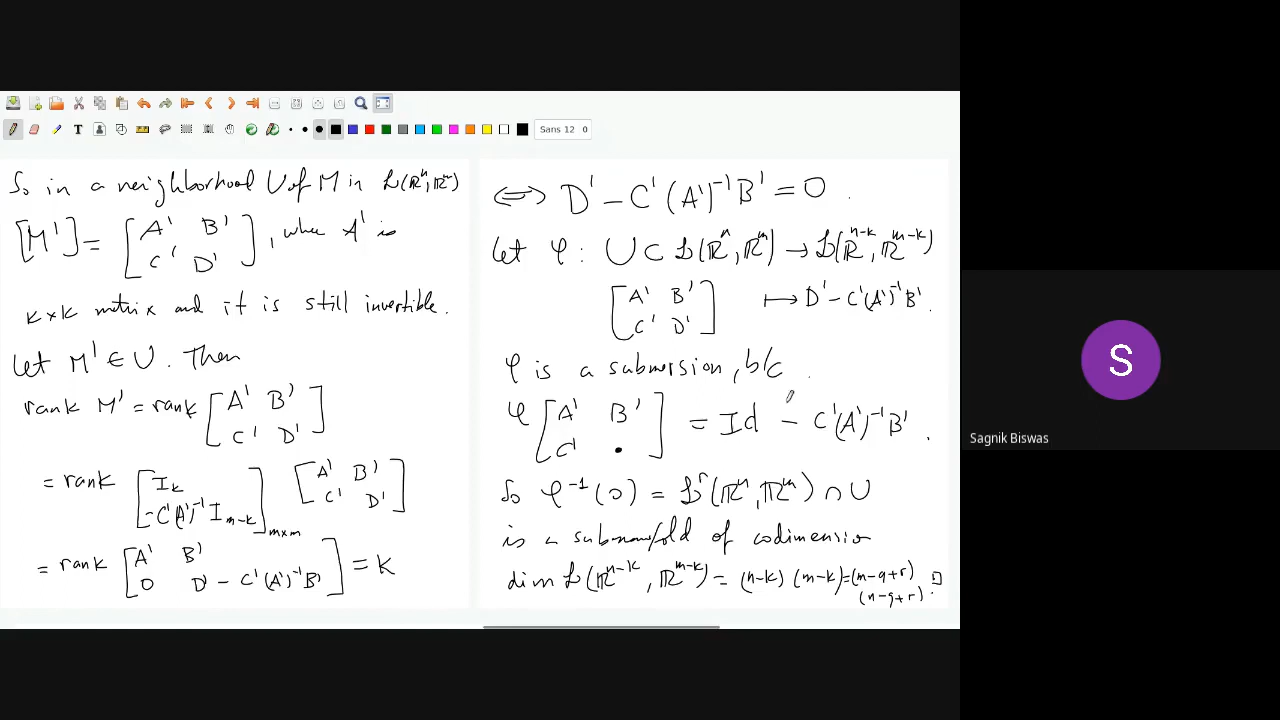 Sans 12 0
So in a neighborhood U of M in L(ℝⁿ, ℝᵐ)
[M'] = [A' B' ; C' D'], where A' is
k×k matrix and it is still invertible.
Let M' ∈ U. Then
rank M' = rank [A' B' ; C' D']
= rank [I_k ; -C'(A')⁻¹ I_{m-k}]_{m×m} [A' B' ; C' D']
= rank [A' B' ; 0 D' - C'(A')⁻¹B'] = k
⟺ D' - C'(A')⁻¹B' = 0.
Let φ: U ⊂ L(ℝⁿ, ℝᵐ) → L(ℝⁿ⁻ᵏ, ℝᵐ⁻ᵏ)
[A' B' ; C' D'] ↦ D' - C'(A')⁻¹B'.
φ is a submersion, b/c
φ [A' B' ; C' •] = Id - C'(A')⁻¹B'.
So φ⁻¹(0) = Lʳ(ℝⁿ, ℝᵐ) ∩ U
is a submanifold of codimension
dim L(ℝⁿ⁻ᵏ, ℝᵐ⁻ᵏ) = (n-k)(m-k) = (m-q+r)
(n-q+r). □
S
Sagnik Biswas